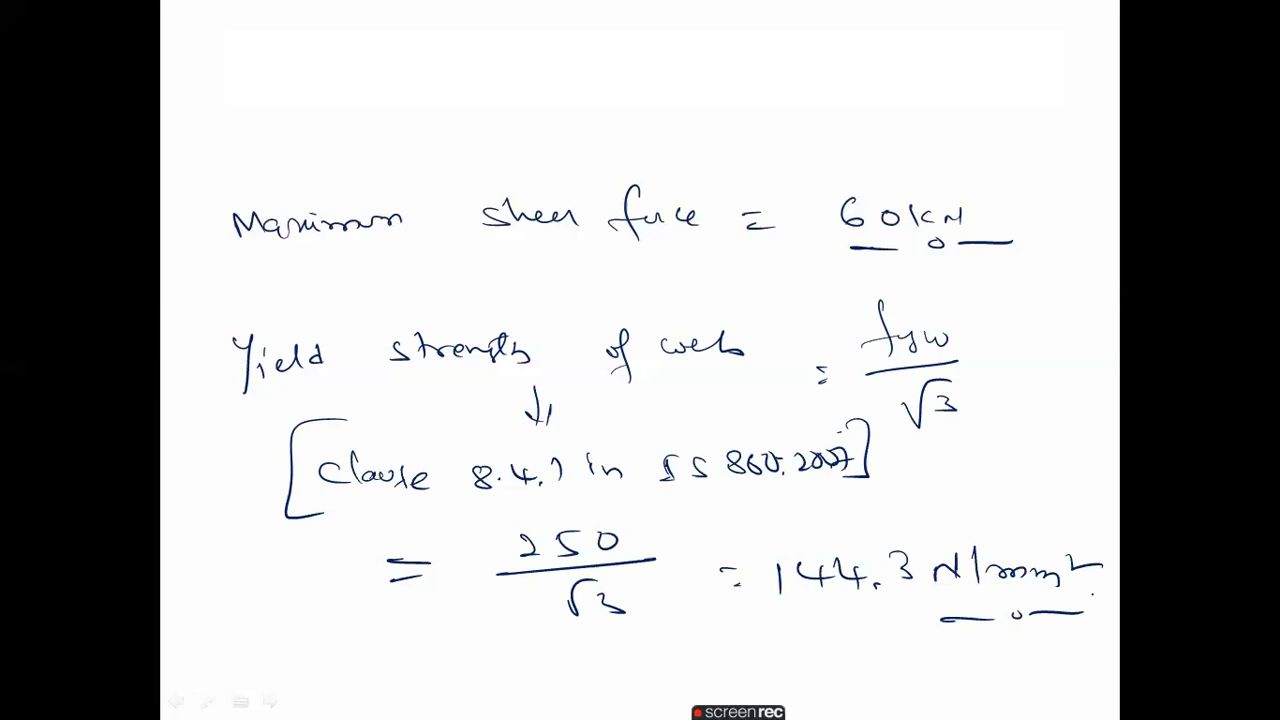 Maximum shear force = 60KN
Yield strength of web = fyw/√3
[Clause 8.4.1 in IS 800:2007]
= 250/√3 = 144.3 N/mm²
screenrec